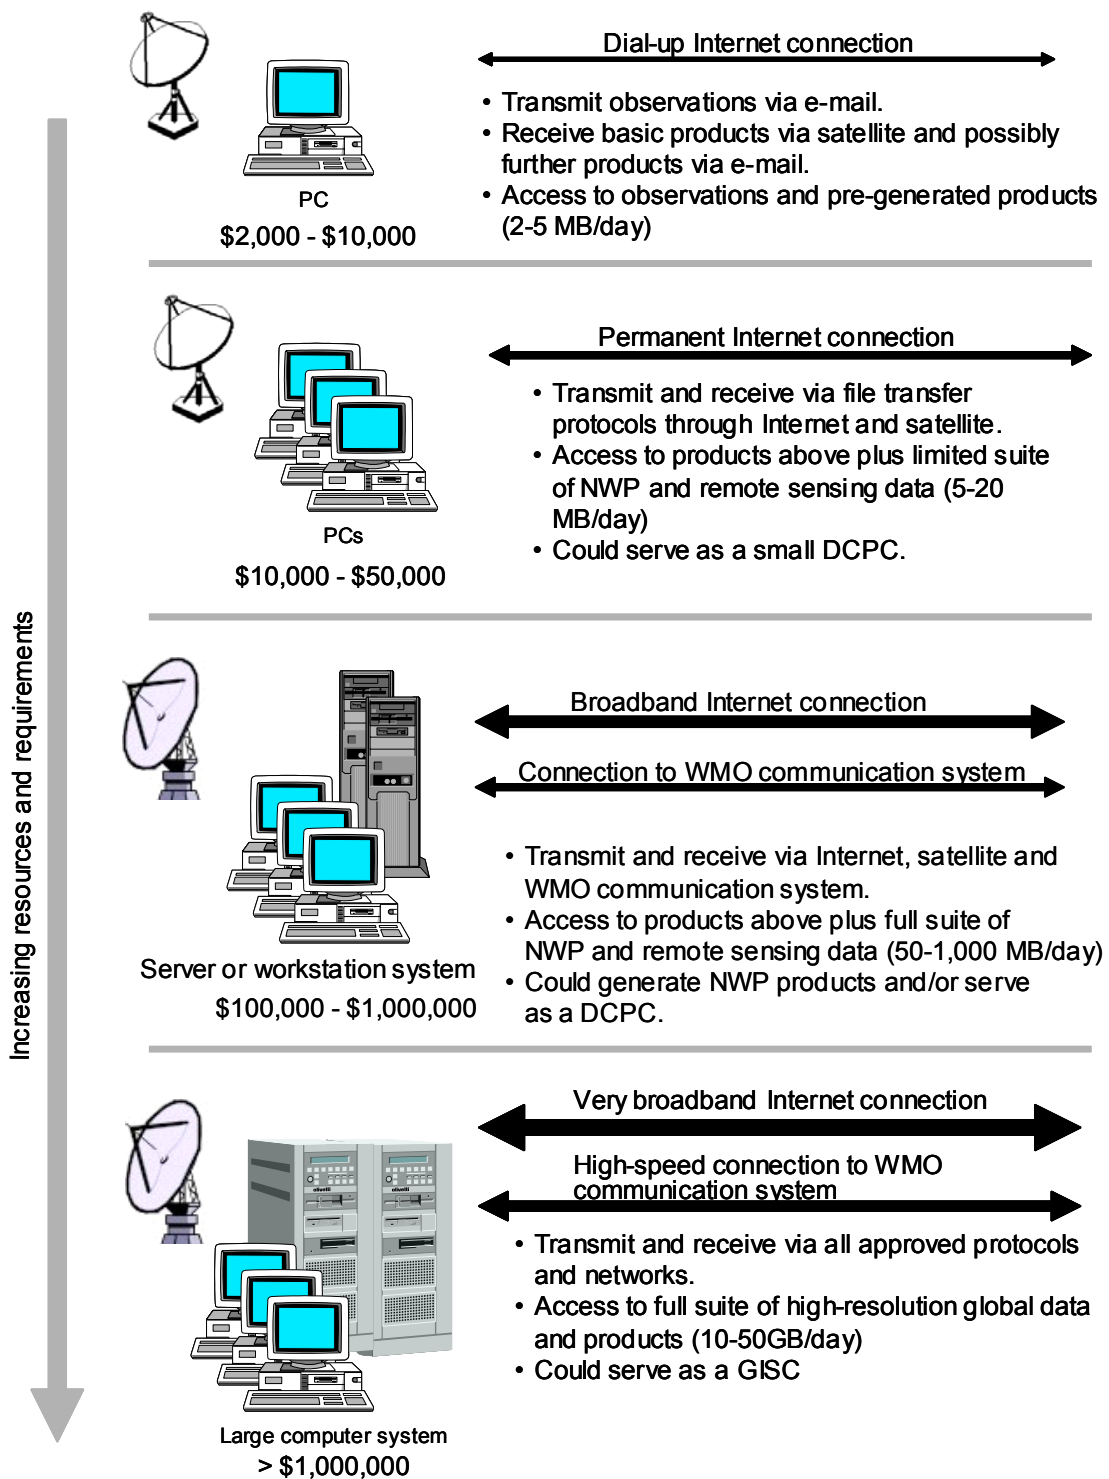 Dial-up Internet connection
• Transmit observations via e-mail.
• Receive basic products via satellite and possibly
further products via e-mail.
• Access to observations and pre-generated products
(2-5 MB/day)
PC
$2,000 - $10,000
Permanent Internet connection
• Transmit and receive via file transfer
protocols through Internet and satellite.
• Access to products above plus limited suite
of NWP and remote sensing data (5-20
MB/day)
• Could serve as a small DCPC.
PCs
$10,000 - $50,000
Increasing resources and requirements
Broadband Internet connection
Connection to WMO communication system
• Transmit and receive via Internet, satellite and
WMO communication system.
• Access to products above plus full suite of
NWP and remote sensing data (50-1,000 MB/day)
• Could generate NWP products and/or serve
as a DCPC.
Server or workstation system
$100,000 - $1,000,000
Very broadband Internet connection
High-speed connection to WMO
communication system
• Transmit and receive via all approved protocols
and networks.
• Access to full suite of high-resolution global data
and products (10-50GB/day)
• Could serve as a GISC
olivetti
olivetti
Large computer system
> $1,000,000